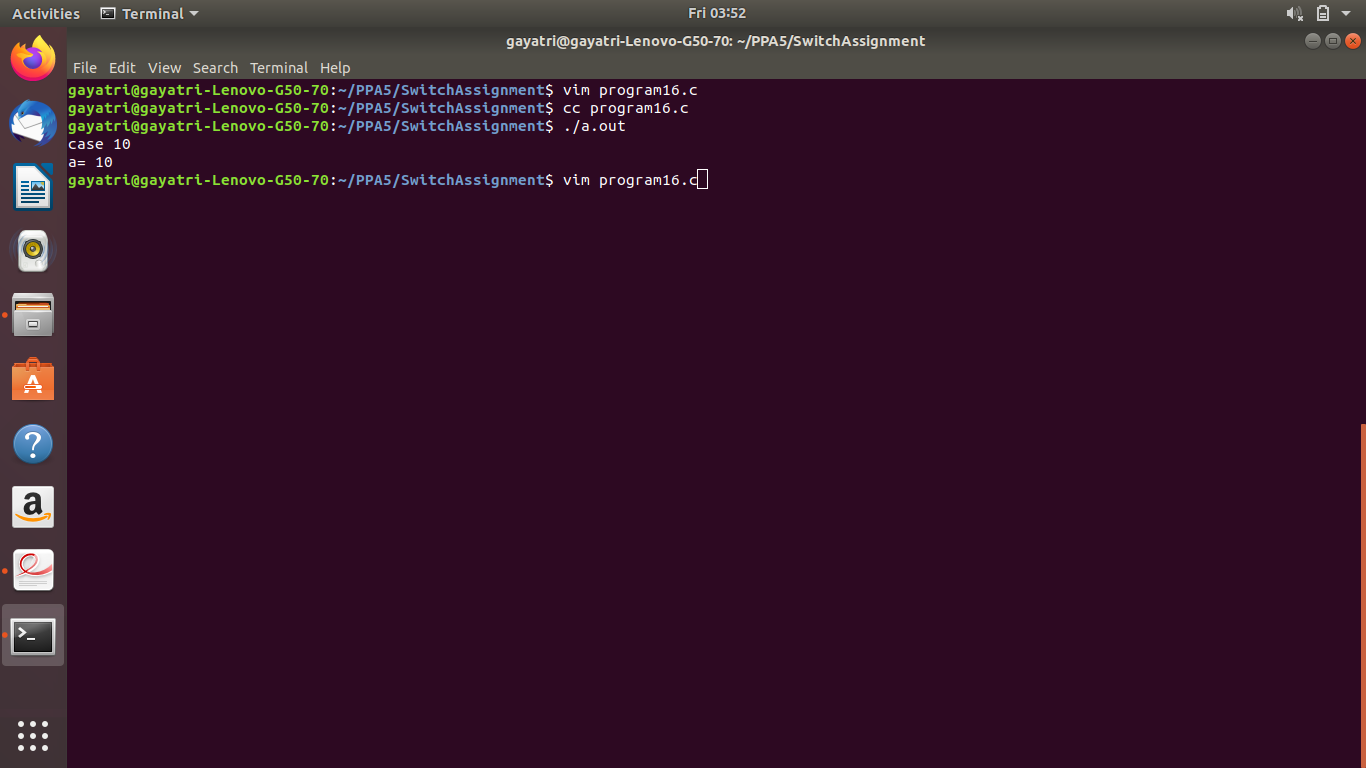 Activities Terminal Fri 03:52
gayatri@gayatri-Lenovo-G50-70: ~/PPA5/SwitchAssignment
File Edit View Search Terminal Help
gayatri@gayatri-Lenovo-G50-70:~/PPA5/SwitchAssignment$ vim program16.c
gayatri@gayatri-Lenovo-G50-70:~/PPA5/SwitchAssignment$ cc program16.c
gayatri@gayatri-Lenovo-G50-70:~/PPA5/SwitchAssignment$ ./a.out
case 10
a= 10
gayatri@gayatri-Lenovo-G50-70:~/PPA5/SwitchAssignment$ vim program16.c